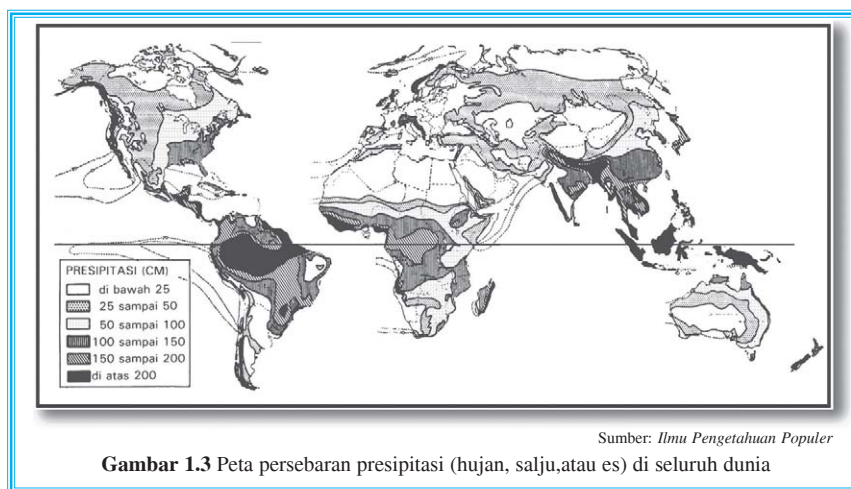 PRESIPITASI (CM)
di bawah 25
25 sampai 50
50 sampai 100
100 sampai 150
150 sampai 200
di atas 200
Sumber: Ilmu Pengetahuan Populer
Gambar 1.3 Peta persebaran presipitasi (hujan, salju,atau es) di seluruh dunia